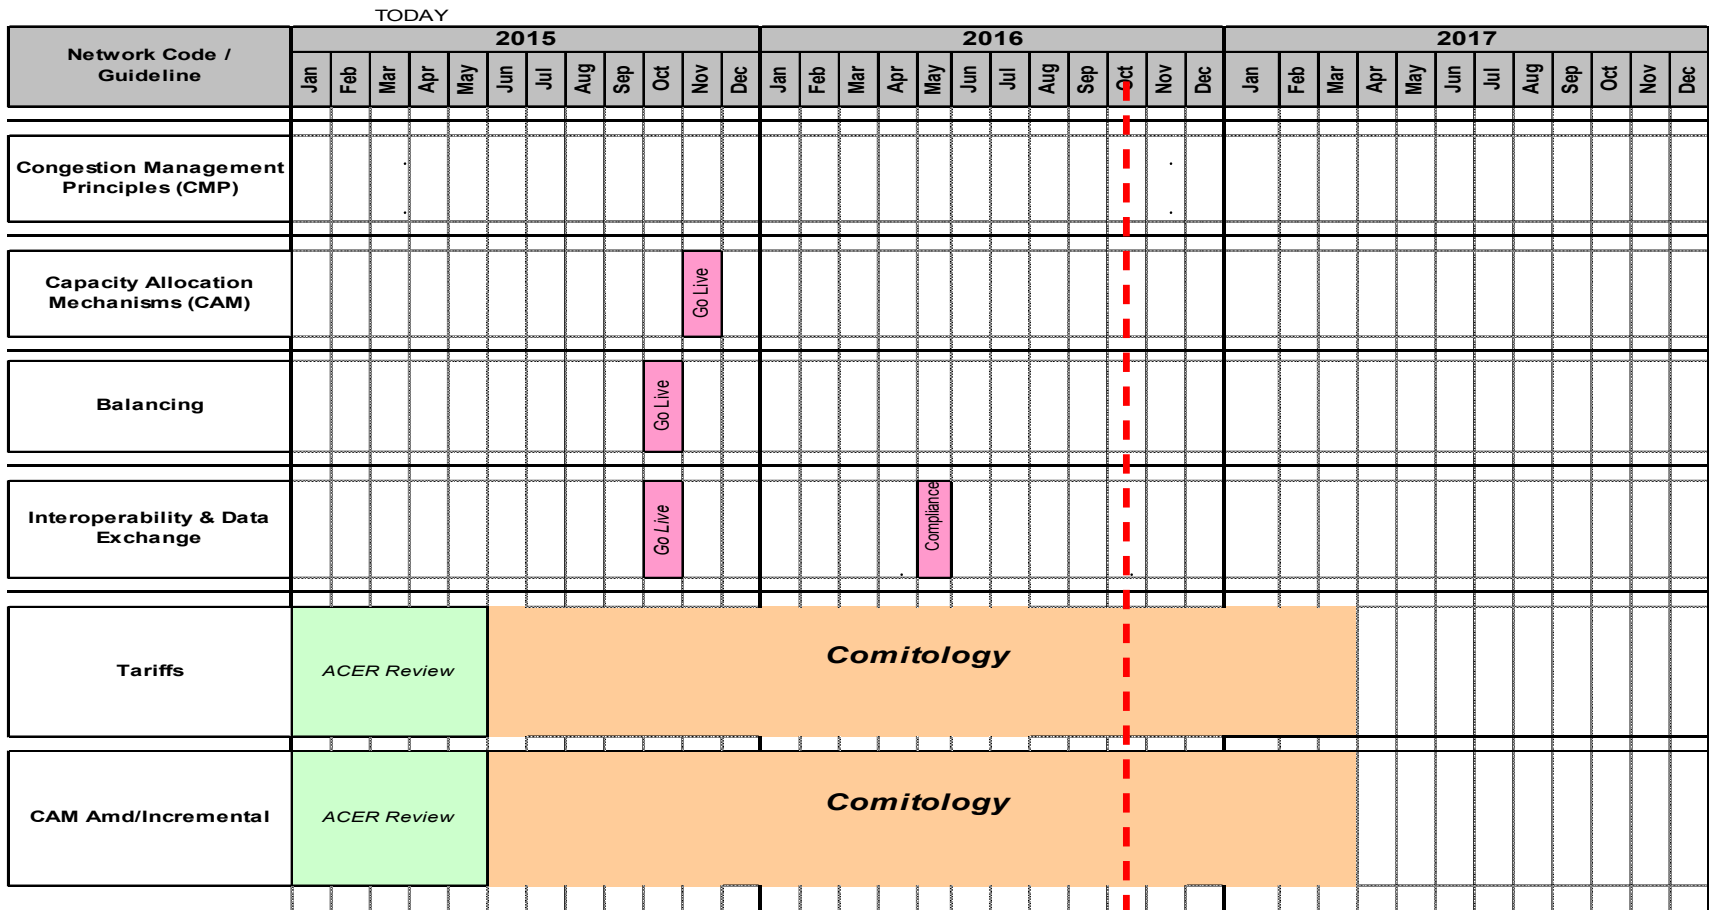 TODAY
Network Code /
Guideline
2015
2016
2017
Jan Feb Mar Apr May Jun Jul Aug Sep Oct Nov Dec Jan Feb Mar Apr May Jun Jul Aug Sep Oct Nov Dec Jan Feb Mar Apr May Jun Jul Aug Sep Oct Nov Dec
Congestion Management
Principles (CMP)
Capacity Allocation
Mechanisms (CAM)
Go Live
Balancing
Go Live
Interoperability & Data
Exchange
Go Live
Compliance
Tariffs
ACER Review
Comitology
CAM Amd/Incremental
ACER Review
Comitology